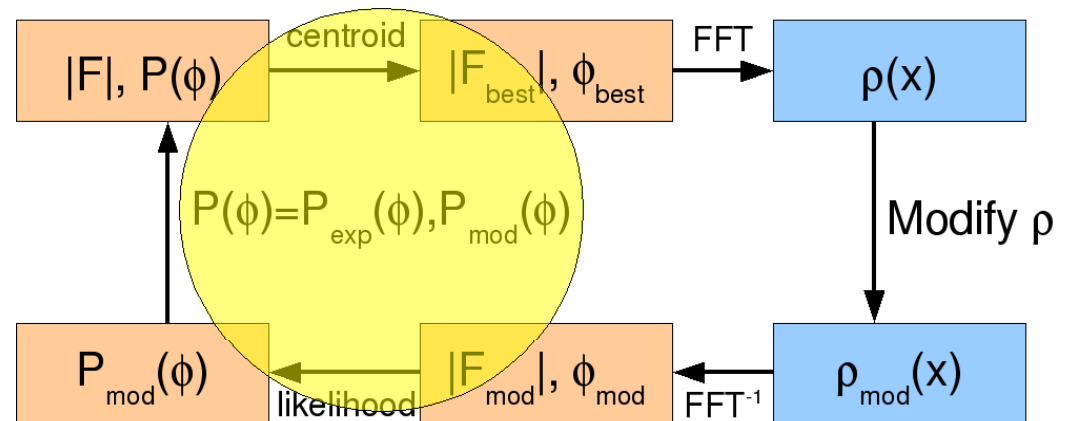 centroid
FFT
|F|, P(ϕ)
|F_best|, ϕ_best
ρ(x)
P(ϕ)=P_exp(ϕ),P_mod(ϕ)
Modify ρ
P_mod(ϕ)
|F_mod|, ϕ_mod
ρ_mod(x)
likelihood
FFT⁻¹